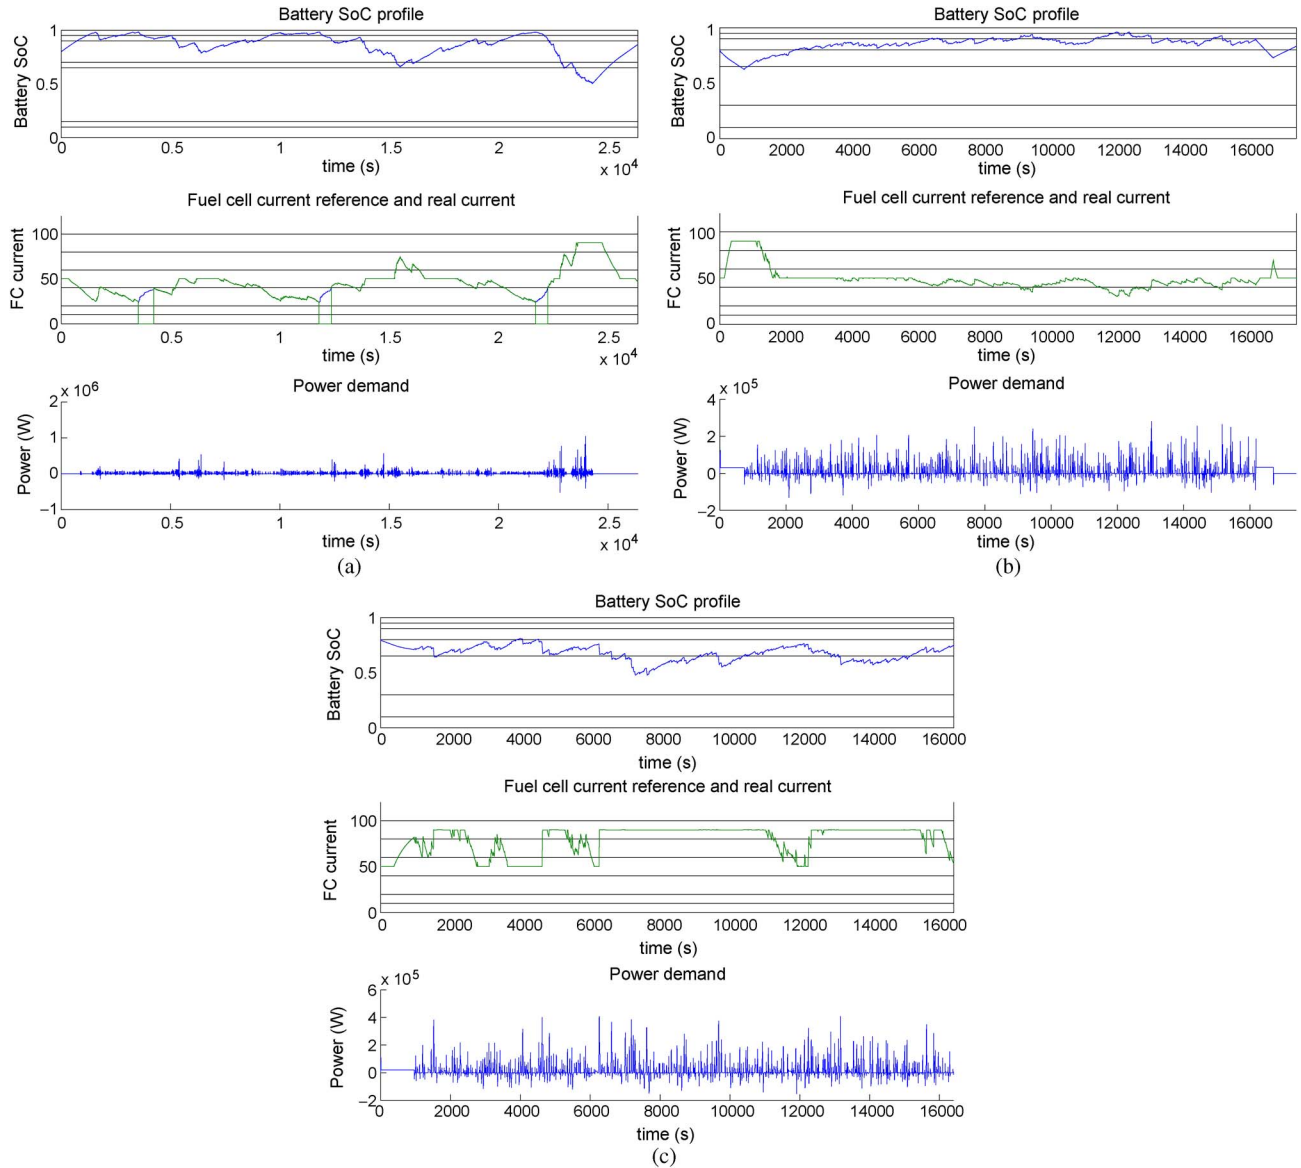 Battery SoC profile
Battery SoC
1
0.5
0
0 0.5 1 1.5 2 2.5
time (s)
x 10^4
Fuel cell current reference and real current
FC current
100
50
0
0 0.5 1 1.5 2 2.5
time (s)
x 10^4
Power demand
x 10^6
Power (W)
2
1
0
−1
0 0.5 1 1.5 2 2.5
time (s)
x 10^4
(a)
Battery SoC profile
Battery SoC
1
0.5
0
0 2000 4000 6000 8000 10000 12000 14000 16000
time (s)
Fuel cell current reference and real current
FC current
100
50
0
0 2000 4000 6000 8000 10000 12000 14000 16000
time (s)
Power demand
x 10^5
Power (W)
4
2
0
−2
0 2000 4000 6000 8000 10000 12000 14000 16000
time (s)
(b)
Battery SoC profile
Battery SoC
1
0.5
0
0 2000 4000 6000 8000 10000 12000 14000 16000
time (s)
Fuel cell current reference and real current
FC current
100
50
0
0 2000 4000 6000 8000 10000 12000 14000 16000
time (s)
Power demand
x 10^5
Power (W)
6
4
2
0
−2
0 2000 4000 6000 8000 10000 12000 14000 16000
time (s)
(c)